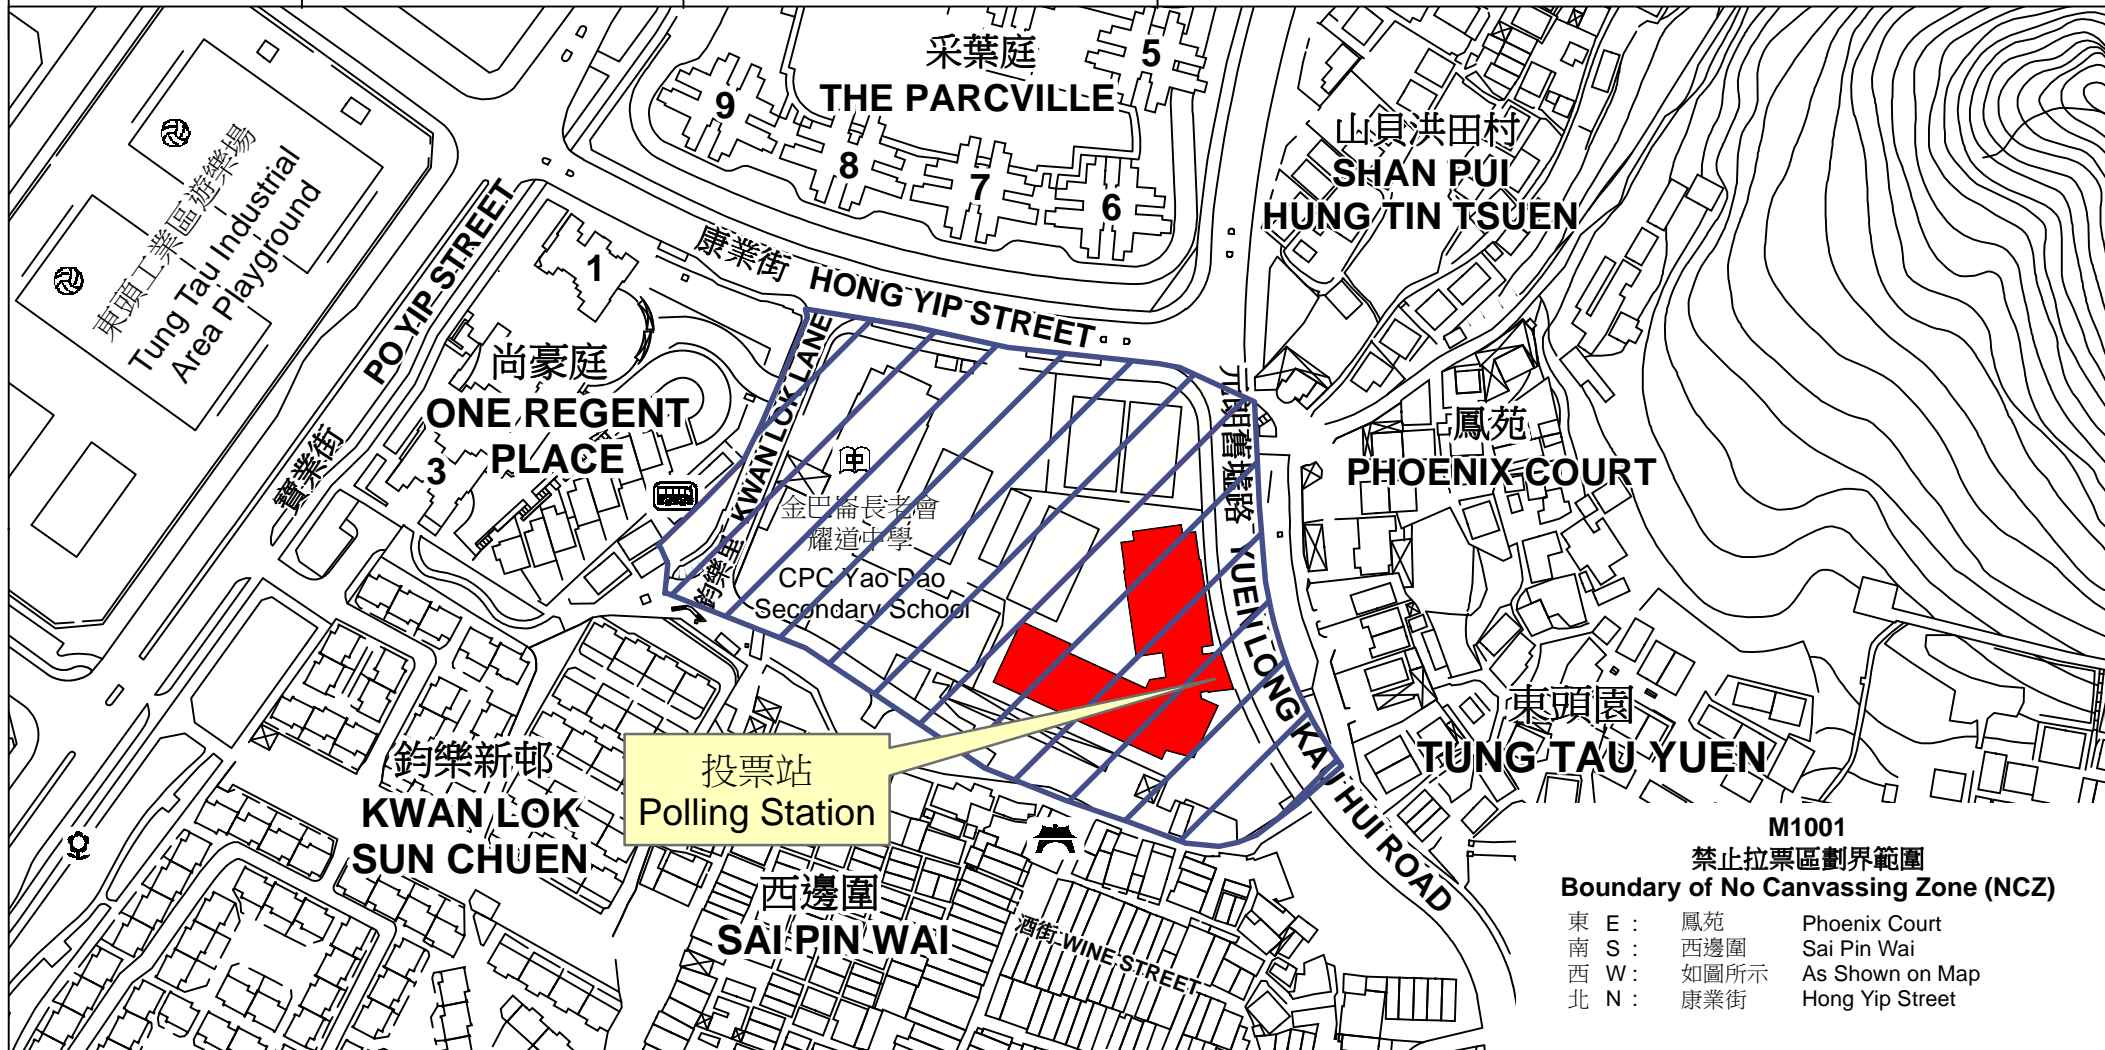 采葉庭
THE PARCVILLE
5
9
8
7
6
山貝洪田村
SHAN PUI
HUNG TIN TSUEN
東頭工業區遊樂場
Tung Tau Industrial
Area Playground
PO YIP STREET
寶業街
1
康業街 HONG YIP STREET
尚豪庭
ONE REGENT
PLACE
3
鈞樂里 KWAN LOK LANE
金巴崙長老會
耀道中學
CPC Yao Dao
Secondary School
元朗舊墟路 YUEN LONG KAU HUI ROAD
鳳苑
PHOENIX COURT
東頭園
TUNG TAU YUEN
鈞樂新邨
KWAN LOK
SUN CHUEN
投票站
Polling Station
西邊圍
SAI PIN WAI
酒街 WINE STREET
M1001
禁止拉票區劃界範圍
Boundary of No Canvassing Zone (NCZ)
東 E : 鳳苑 Phoenix Court
南 S : 西邊圍 Sai Pin Wai
西 W : 如圖所示 As Shown on Map
北 N : 康業街 Hong Yip Street